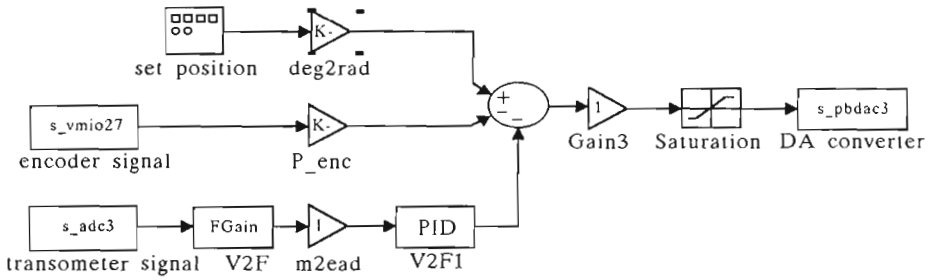 K-
set position
deg2rad
+
−
−
s_vmio27
K-
1
s_pbdac3
encoder signal
P_enc
Gain3
Saturation
DA converter
s_adc3
FGain
1
PID
transometer signal
V2F
m2ead
V2F1